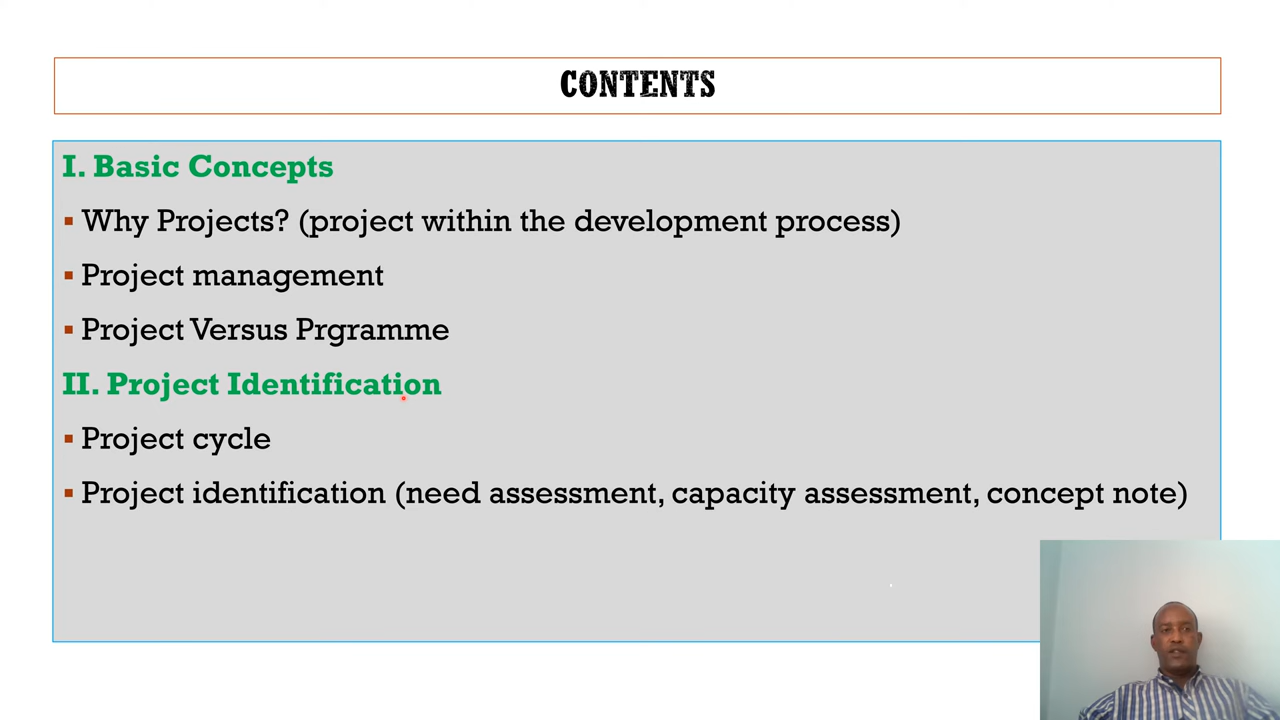 CONTENTS
I. Basic Concepts
▪ Why Projects? (project within the development process)
▪ Project management
▪ Project Versus Prgramme
II. Project Identification
▪ Project cycle
▪ Project identification (need assessment, capacity assessment, concept note)